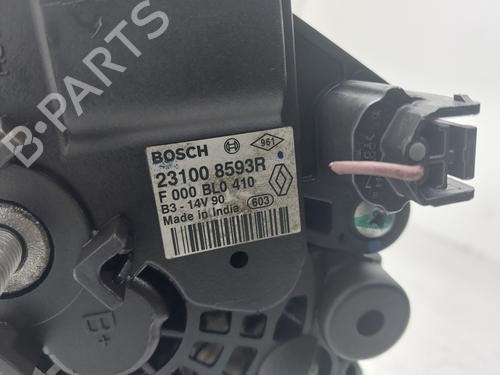 B-PARTS
BOSCH
961
23100 8593R
F 000 BL0 410
B3 - 14V 90
Made in India
603
B+